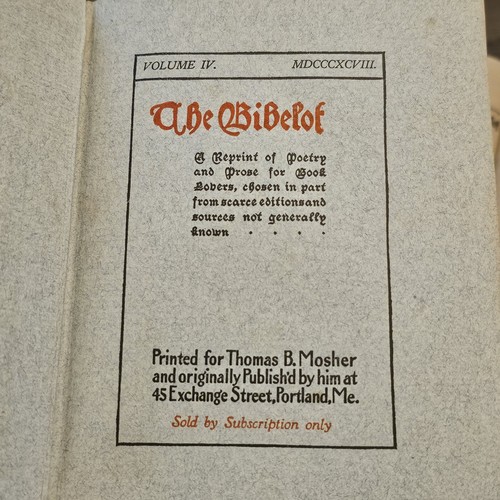 VOLUME IV. MDCCCXCVIII.
The Bibelot
A Reprint of Poetry
and Prose for Book
Lovers, chosen in part
from scarce editions and
sources not generally
known . . . .
Printed for Thomas B. Mosher
and originally Publish'd by him at
45 Exchange Street, Portland, Me.
Sold by Subscription only